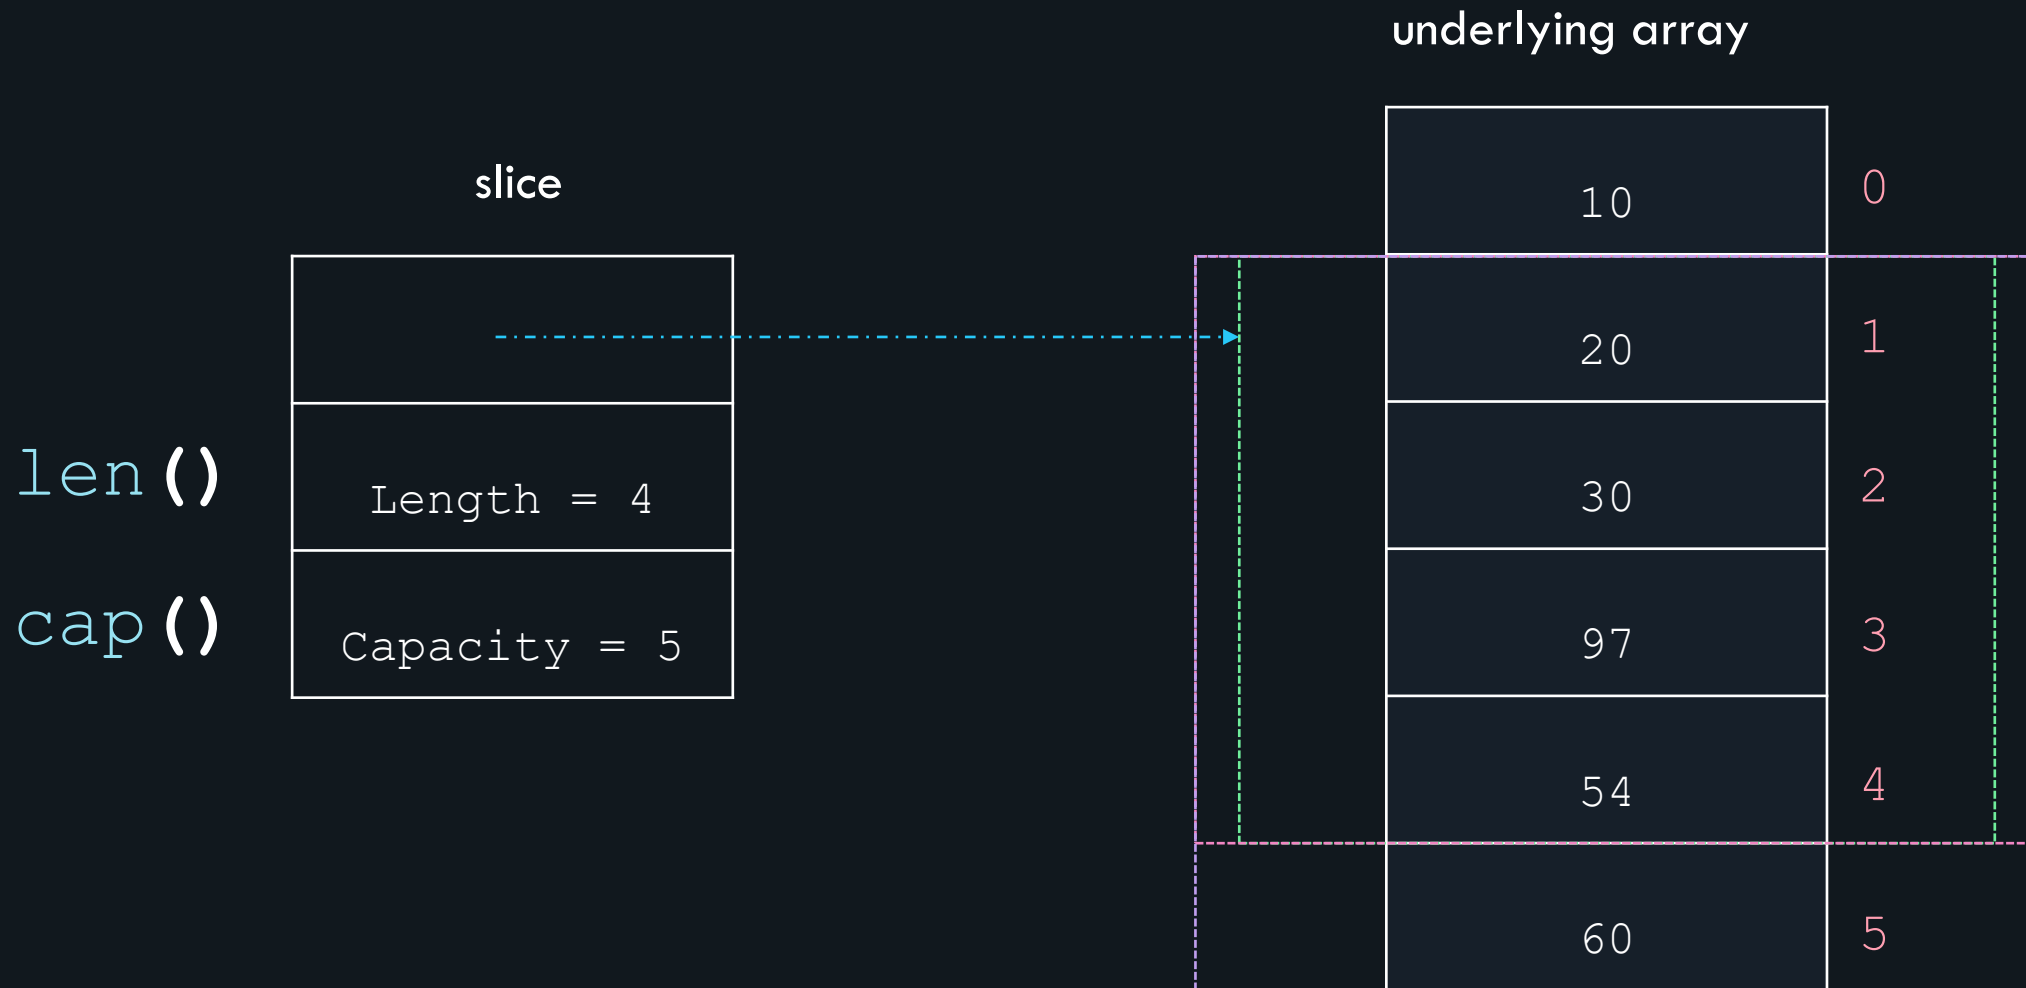 underlying array
slice
len()
cap()
Length = 4
Capacity = 5
10
0
20
1
30
2
97
3
54
4
60
5